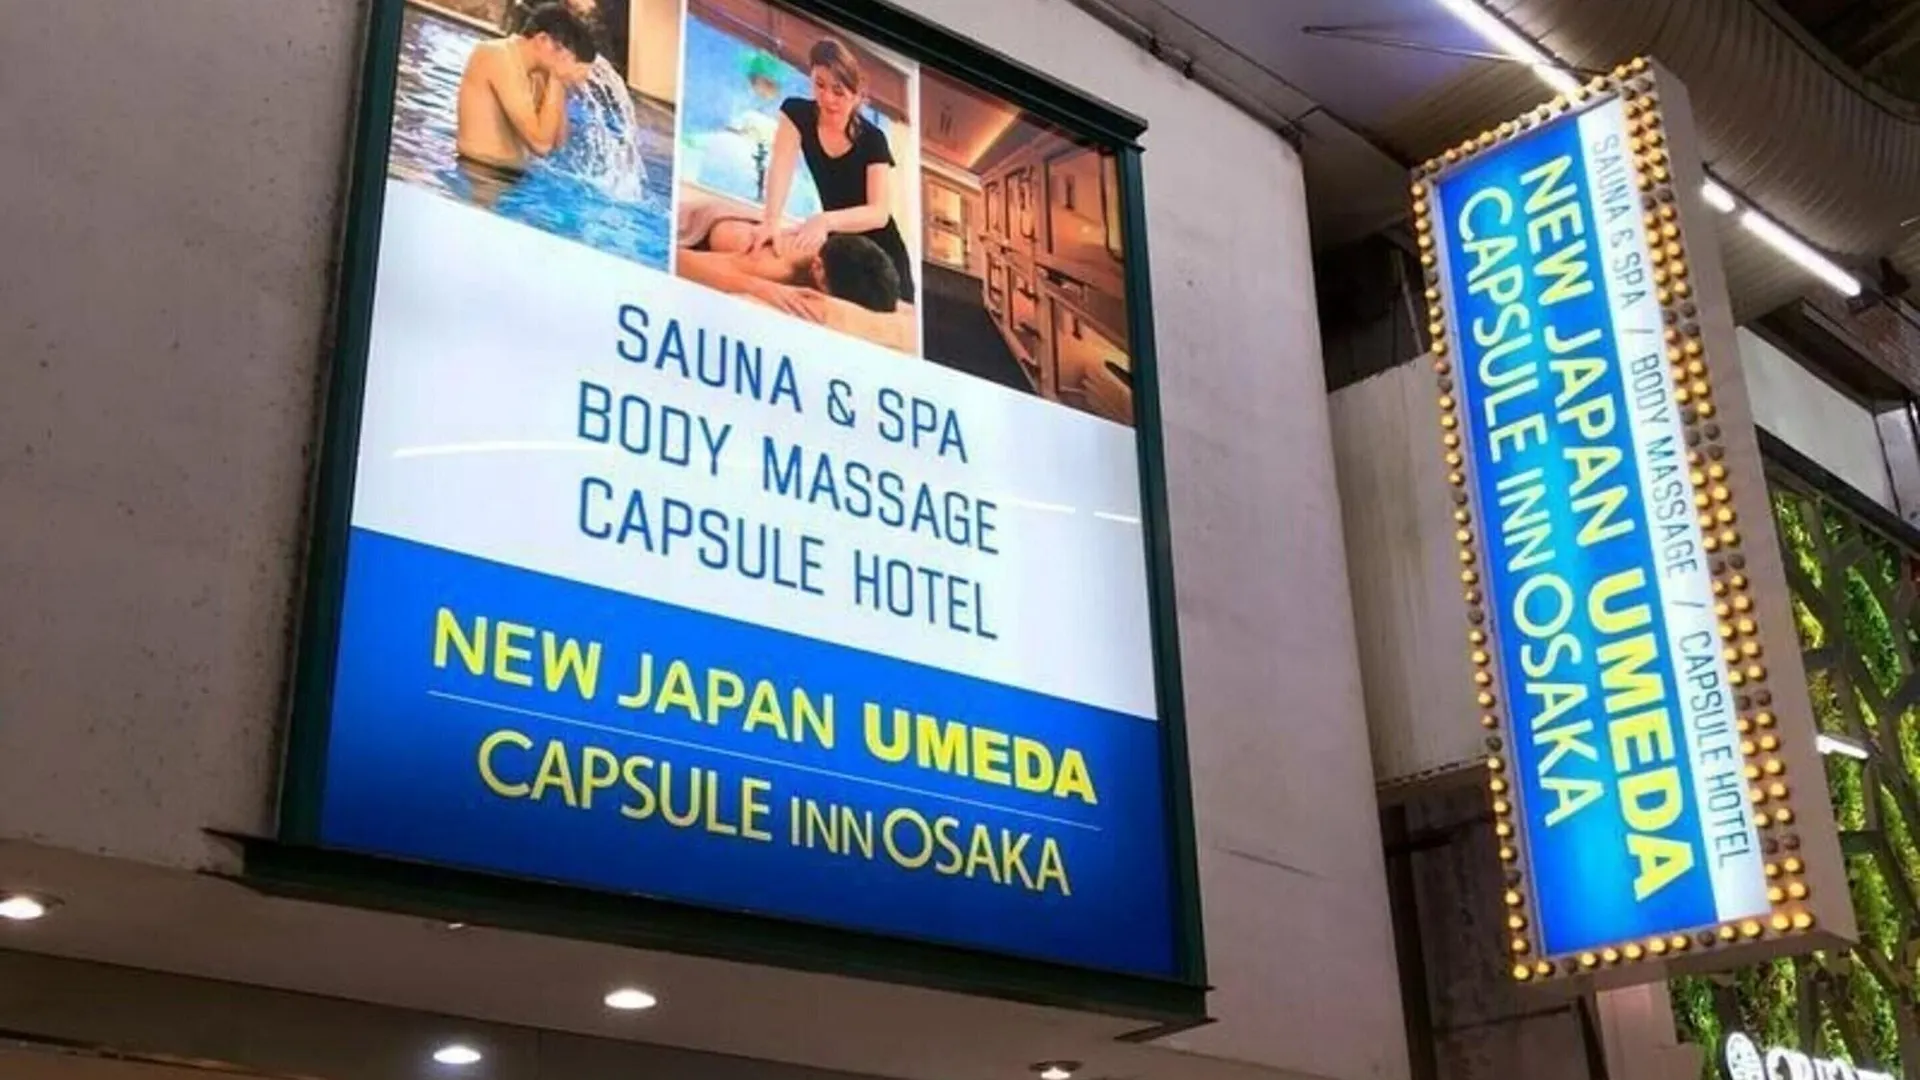 SAUNA & SPA
BODY MASSAGE
CAPSULE HOTEL
NEW JAPAN UMEDA
CAPSULE INN OSAKA
SAUNA & SPA / BODY MASSAGE / CAPSULE HOTEL
NEW JAPAN UMEDA
CAPSULE INN OSAKA